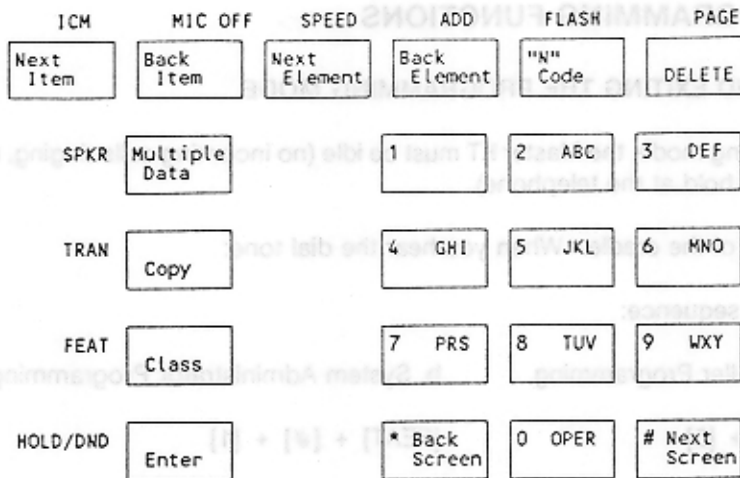 ICM MIC OFF SPEED ADD FLASH PAGE
Next Back Next Back "N"
Item Item Element Element Code DELETE
SPKR Multiple 1 2 ABC 3 DEF
Data
TRAN 4 GHI 5 JKL 6 MNO
Copy
FEAT 7 PRS 8 TUV 9 WXY
Class
HOLD/DND * Back 0 OPER # Next
Enter Screen Screen